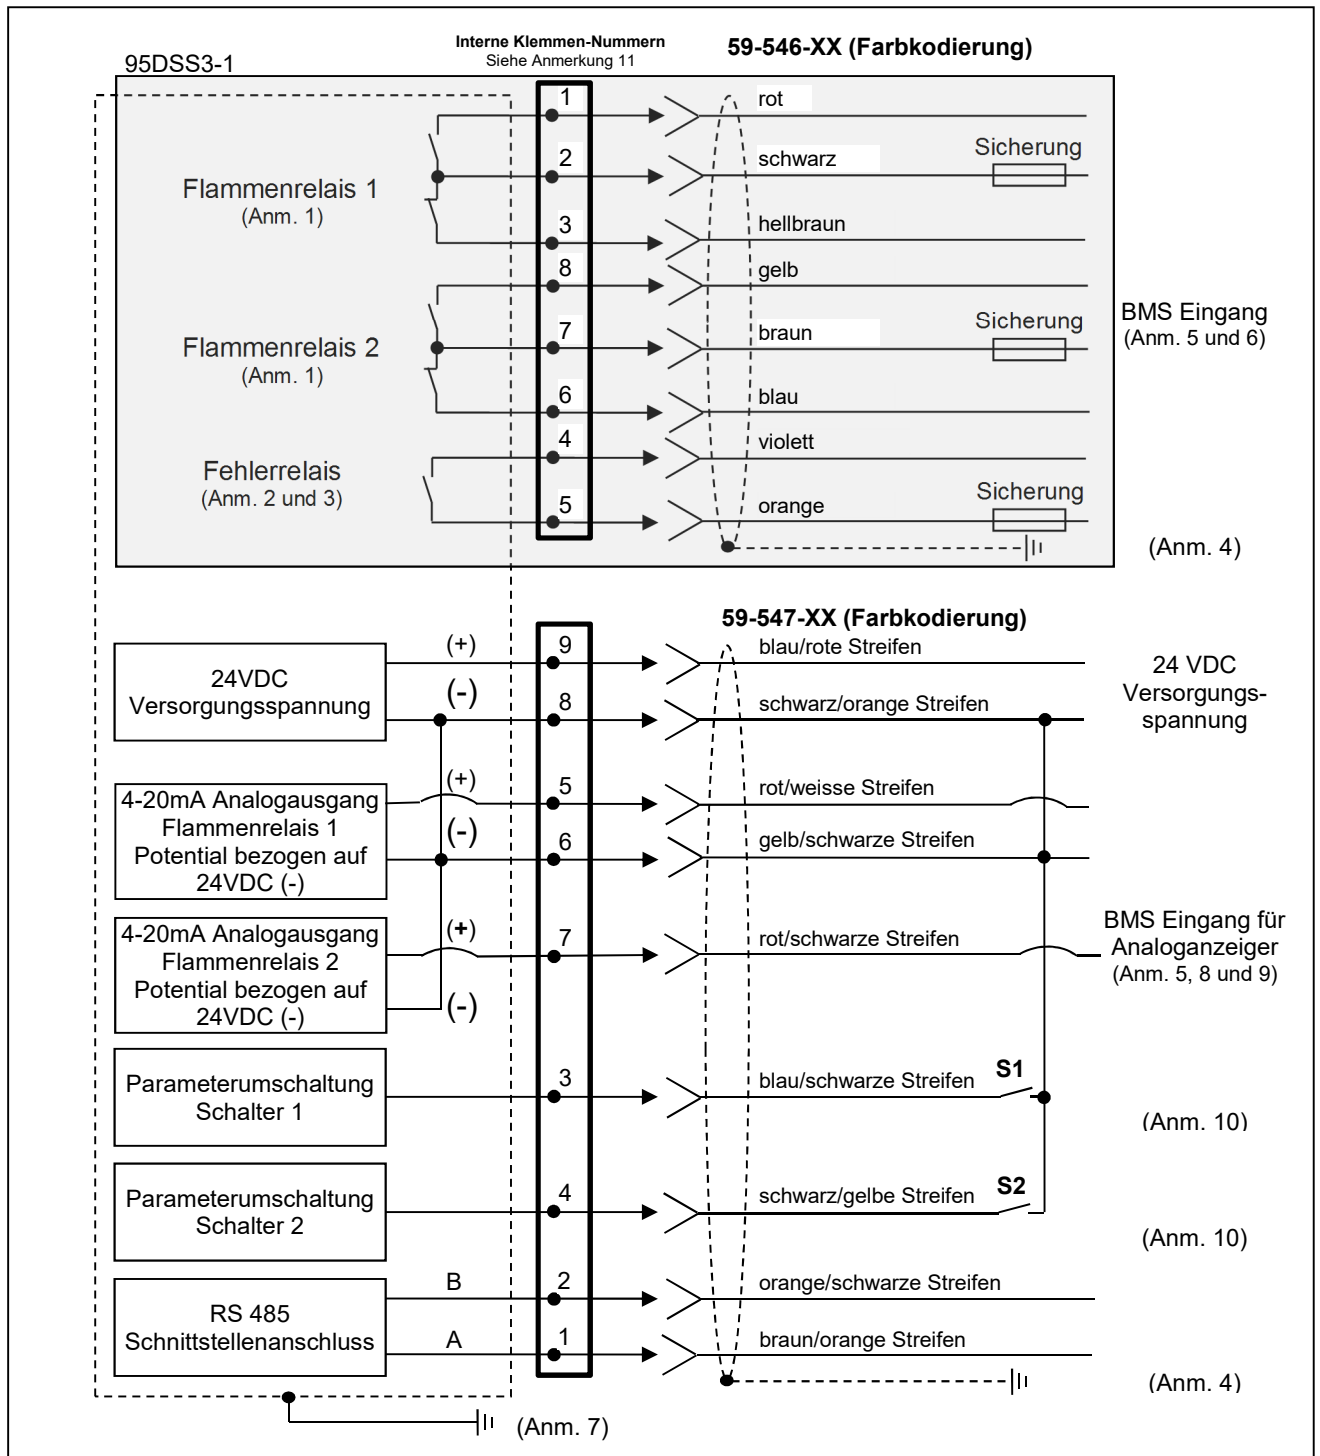 Interne Klemmen-Nummern
Siehe Anmerkung 11
59-546-XX (Farbkodierung)
95DSS3-1
1
rot
2
schwarz
Sicherung
Flammenrelais 1
(Anm. 1)
3
hellbraun
8
gelb
7
braun
Sicherung
Flammenrelais 2
(Anm. 1)
BMS Eingang
(Anm. 5 und 6)
6
blau
4
violett
Fehlerrelais
(Anm. 2 und 3)
5
orange
Sicherung
(Anm. 4)
59-547-XX (Farbkodierung)
24VDC
Versorgungsspannung
(+)
9
blau/rote Streifen
(-)
8
schwarz/orange Streifen
24 VDC
Versorgungs-
spannung
4-20mA Analogausgang
Flammenrelais 1
Potential bezogen auf
24VDC (-)
(+)
5
rot/weisse Streifen
(-)
6
gelb/schwarze Streifen
4-20mA Analogausgang
Flammenrelais 2
Potential bezogen auf
24VDC (-)
(+)
7
rot/schwarze Streifen
(-)
BMS Eingang für
Analoganzeiger
(Anm. 5, 8 und 9)
Parameterumschaltung
Schalter 1
3
blau/schwarze Streifen
S1
(Anm. 10)
Parameterumschaltung
Schalter 2
4
schwarz/gelbe Streifen
S2
(Anm. 10)
RS 485
Schnittstellenanschluss
B
2
orange/schwarze Streifen
A
1
braun/orange Streifen
(Anm. 4)
(Anm. 7)